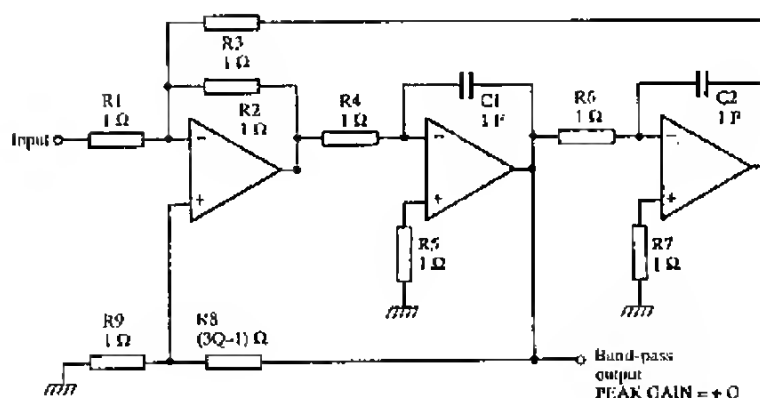 R3
1 Ω
R1
1 Ω
R2
1 Ω
R4
1 Ω
C1
1 F
R6
1 Ω
C2
1 F
Input
−
+
−
+
−
+
R5
1 Ω
R7
1 Ω
R9
1 Ω
R8
(3Q−1) Ω
Band-pass
output
PEAK GAIN = + Q